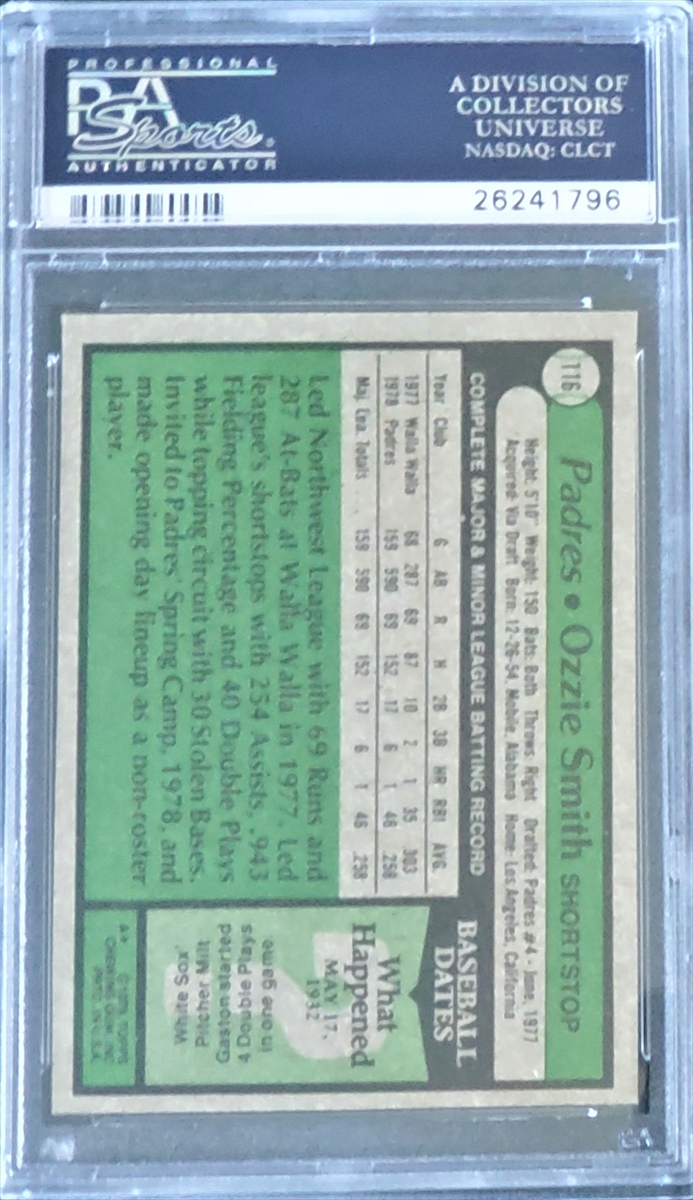 PROFESSIONAL
PSA
Sports
AUTHENTICATOR
A DIVISION OF
COLLECTORS
UNIVERSE
NASDAQ: CLCT
26241796
116
Padres • Ozzie Smith SHORTSTOP
Height: 5'10" Weight: 150 Bats: Both Throws: Right Drafted: Padres #4 - June, 1977
Acquired: Via Draft Born: 12-26-54, Mobile, Alabama Home: Los Angeles, California
COMPLETE MAJOR & MINOR LEAGUE BATTING RECORD
Year Club G AB R H 2B 3B HR RBI AVG.
1977 Walla Walla 68 287 69 87 10 2 1 35 .303
1978 Padres 159 590 69 152 17 6 1 46 .258
Maj. Lea. Totals . . . 159 590 69 152 17 6 1 46 .258
Led Northwest League with 69 Runs and
287 At-Bats at Walla Walla in 1977. Led
league's shortstops with 254 Assists, .943
Fielding Percentage and 40 Double Plays
while topping circuit with 30 Stolen Bases.
Invited to Padres' Spring Camp, 1978, and
made opening day lineup as a non-roster
player.
BASEBALL
DATES
What
Happened
MAY 17,
1932
?
White Sox'
Pitcher Milt
Gaston started
4 Double Plays
in one game
A*
© 1979 TOPPS
CHEWING GUM, INC.
PRTD. IN U.S.A.